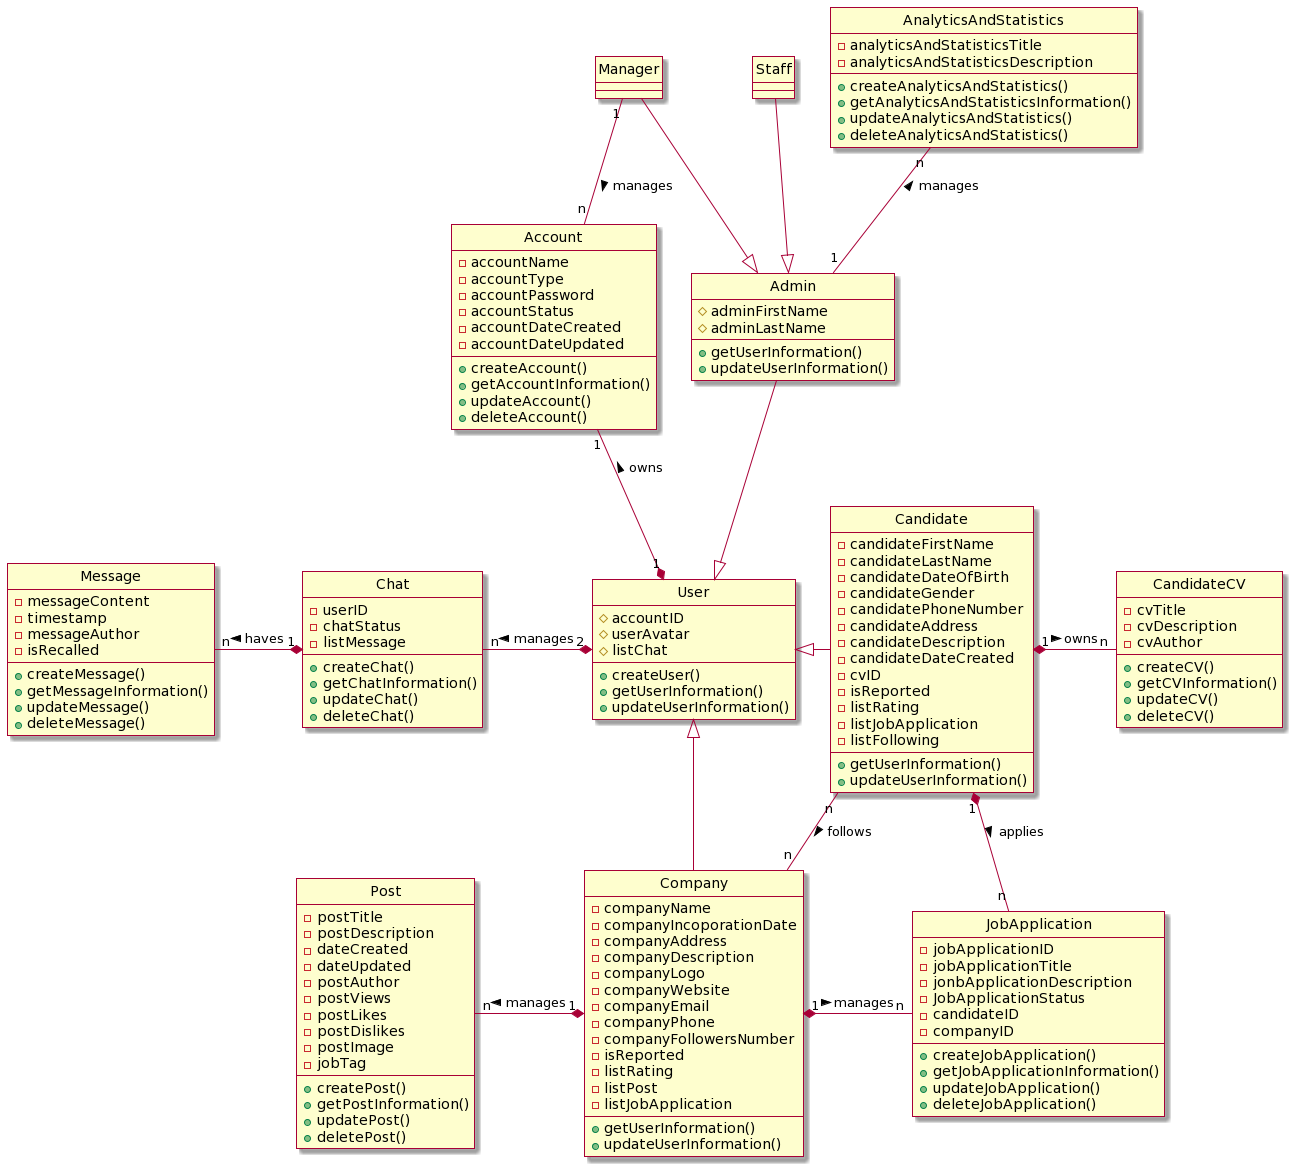 AnalyticsAndStatistics
analyticsAndStatisticsTitle
analyticsAndStatisticsDescription
createAnalyticsAndStatistics()
getAnalyticsAndStatisticsInformation()
updateAnalyticsAndStatistics()
deleteAnalyticsAndStatistics()
Manager
Staff
1
manages
n
n
manages
1
Account
accountName
accountType
accountPassword
accountStatus
accountDateCreated
accountDateUpdated
createAccount()
getAccountInformation()
updateAccount()
deleteAccount()
Admin
adminFirstName
adminLastName
getUserInformation()
updateUserInformation()
1
owns
1
Message
messageContent
timestamp
messageAuthor
isRecalled
createMessage()
getMessageInformation()
updateMessage()
deleteMessage()
n
haves
1
Chat
userID
chatStatus
listMessage
createChat()
getChatInformation()
updateChat()
deleteChat()
n
manages
2
User
accountID
userAvatar
listChat
createUser()
getUserInformation()
updateUserInformation()
Candidate
candidateFirstName
candidateLastName
candidateDateOfBirth
candidateGender
candidatePhoneNumber
candidateAddress
candidateDescription
candidateDateCreated
cvID
isReported
listRating
listJobApplication
listFollowing
getUserInformation()
updateUserInformation()
1
owns
n
CandidateCV
cvTitle
cvDescription
cvAuthor
createCV()
getCVInformation()
updateCV()
deleteCV()
n
follows
n
1
applies
n
Post
postTitle
postDescription
dateCreated
dateUpdated
postAuthor
postViews
postLikes
postDislikes
postImage
jobTag
createPost()
getPostInformation()
updatePost()
deletePost()
n
manages
1
Company
companyName
companyIncoporationDate
companyAddress
companyDescription
companyLogo
companyWebsite
companyEmail
companyPhone
companyFollowersNumber
isReported
listRating
listPost
listJobApplication
getUserInformation()
updateUserInformation()
1
manages
n
JobApplication
jobApplicationID
jobApplicationTitle
jonbApplicationDescription
JobApplicationStatus
candidateID
companyID
createJobApplication()
getJobApplicationInformation()
updateJobApplication()
deleteJobApplication()